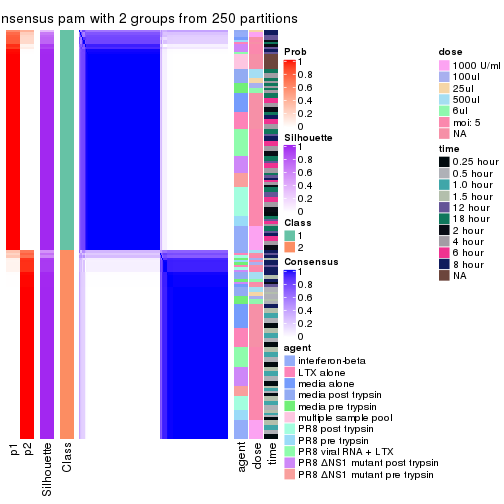 nsensus pam with 2 groups from 250 partitions
Prob
1
0.8
0.6
0.4
0.2
0
Silhouette
1
0.8
0.6
0.4
0.2
0
Class
1
2
Consensus
1
0.8
0.6
0.4
0.2
0
agent
interferon-beta
LTX alone
media alone
media post trypsin
media pre trypsin
multiple sample pool
PR8 post trypsin
PR8 pre trypsin
PR8 viral RNA + LTX
PR8 ΔNS1 mutant post trypsin
PR8 ΔNS1 mutant pre trypsin
dose
1000 U/ml
100ul
25ul
500ul
6ul
moi: 5
NA
time
0.25 hour
0.5 hour
1.0 hour
1.5 hour
12 hour
18 hour
2 hour
4 hour
6 hour
8 hour
NA
p1
p2
Silhouette
Class
agent
dose
time